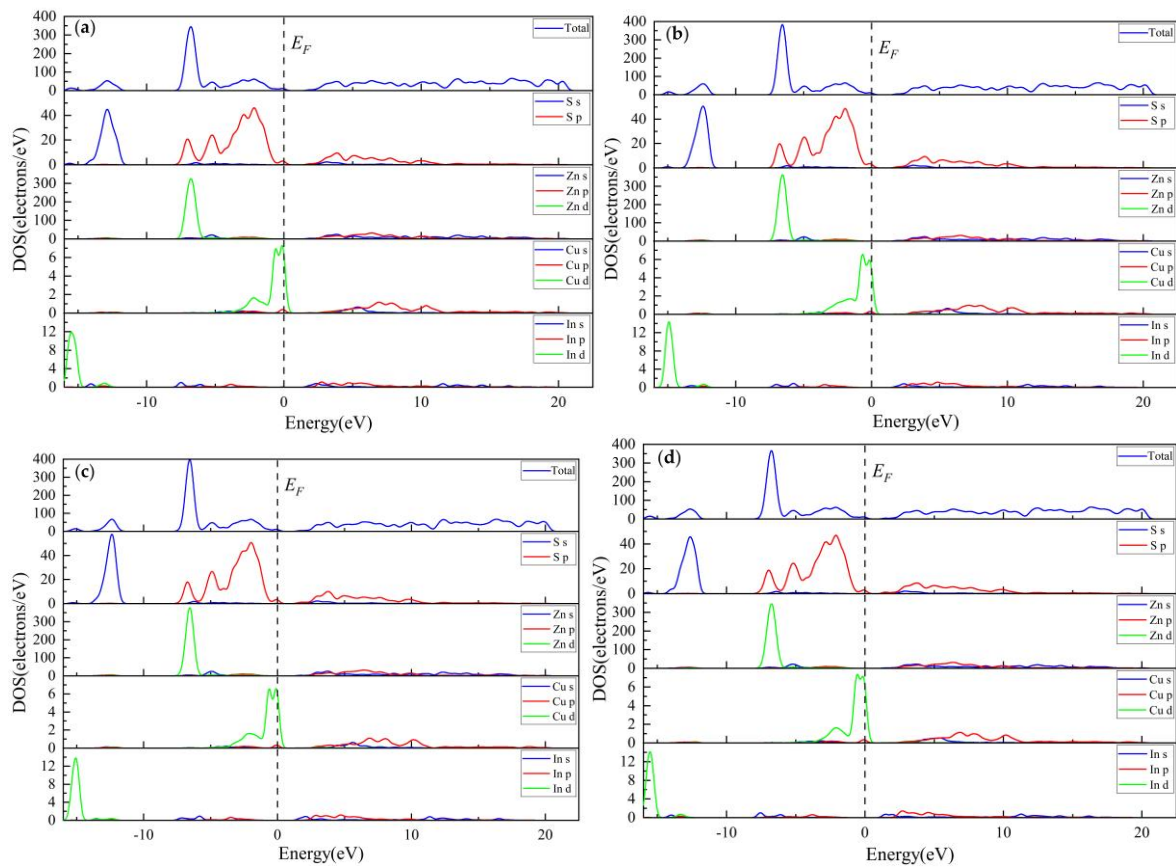 (a)
400
300
200
100
0
E_F
Total
40
20
0
S s
S p
300
200
100
0
Zn s
Zn p
Zn d
6
4
2
0
Cu s
Cu p
Cu d
12
8
4
0
In s
In p
In d
-10
0
10
20
DOS(electrons/eV)
Energy(eV)
(b)
400
300
200
100
0
E_F
Total
40
20
0
S s
S p
300
200
100
0
Zn s
Zn p
Zn d
6
4
2
0
Cu s
Cu p
Cu d
12
8
4
0
In s
In p
In d
-10
0
10
20
DOS(electrons/eV)
Energy(eV)
(c)
400
300
200
100
0
E_F
Total
40
20
0
S s
S p
300
200
100
0
Zn s
Zn p
Zn d
6
4
2
0
Cu s
Cu p
Cu d
12
8
4
0
In s
In p
In d
-10
0
10
20
DOS(electrons/eV)
Energy(eV)
(d)
400
300
200
100
0
E_F
Total
40
20
0
S s
S p
300
200
100
0
Zn s
Zn p
Zn d
6
4
2
0
Cu s
Cu p
Cu d
12
8
4
0
In s
In p
In d
-10
0
10
20
DOS(electrons/eV)
Energy(eV)